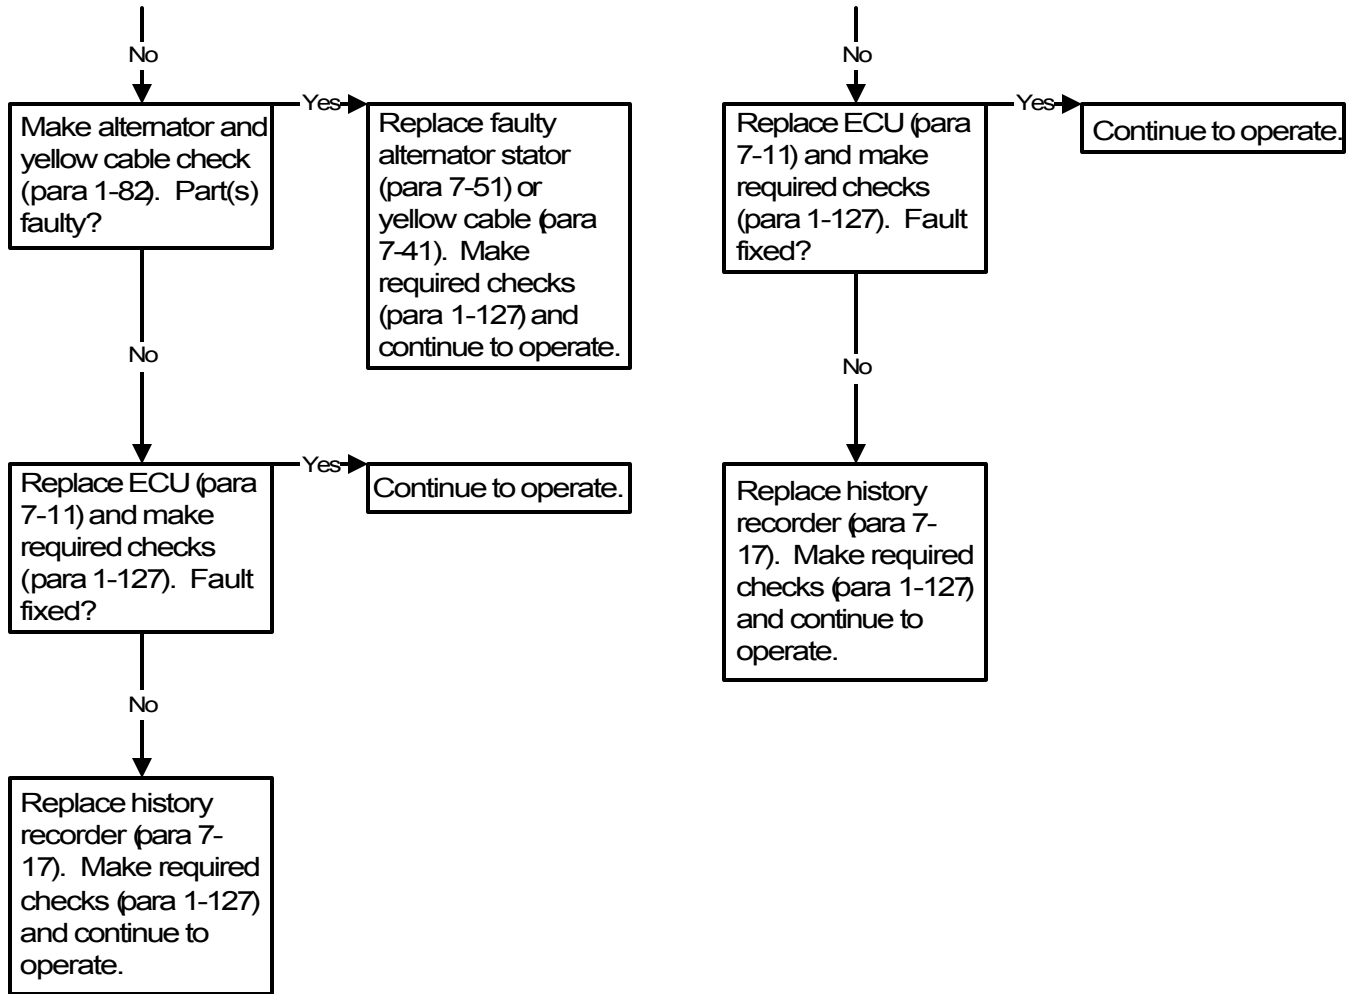 No
Make alternator and
yellow cable check
(para 1-82).  Part(s)
faulty?
Yes
Replace faulty
alternator stator
(para 7-51) or
yellow cable (para
7-41).  Make
required checks
(para 1-127) and
continue to operate.
No
Replace ECU (para
7-11) and make
required checks
(para 1-127).  Fault
fixed?
Yes
Continue to operate.
No
Replace history
recorder (para 7-
17).  Make required
checks (para 1-127)
and continue to
operate.
No
Replace ECU (para
7-11) and make
required checks
(para 1-127).  Fault
fixed?
Yes
Continue to operate.
No
Replace history
recorder (para 7-
17).  Make required
checks (para 1-127)
and continue to
operate.